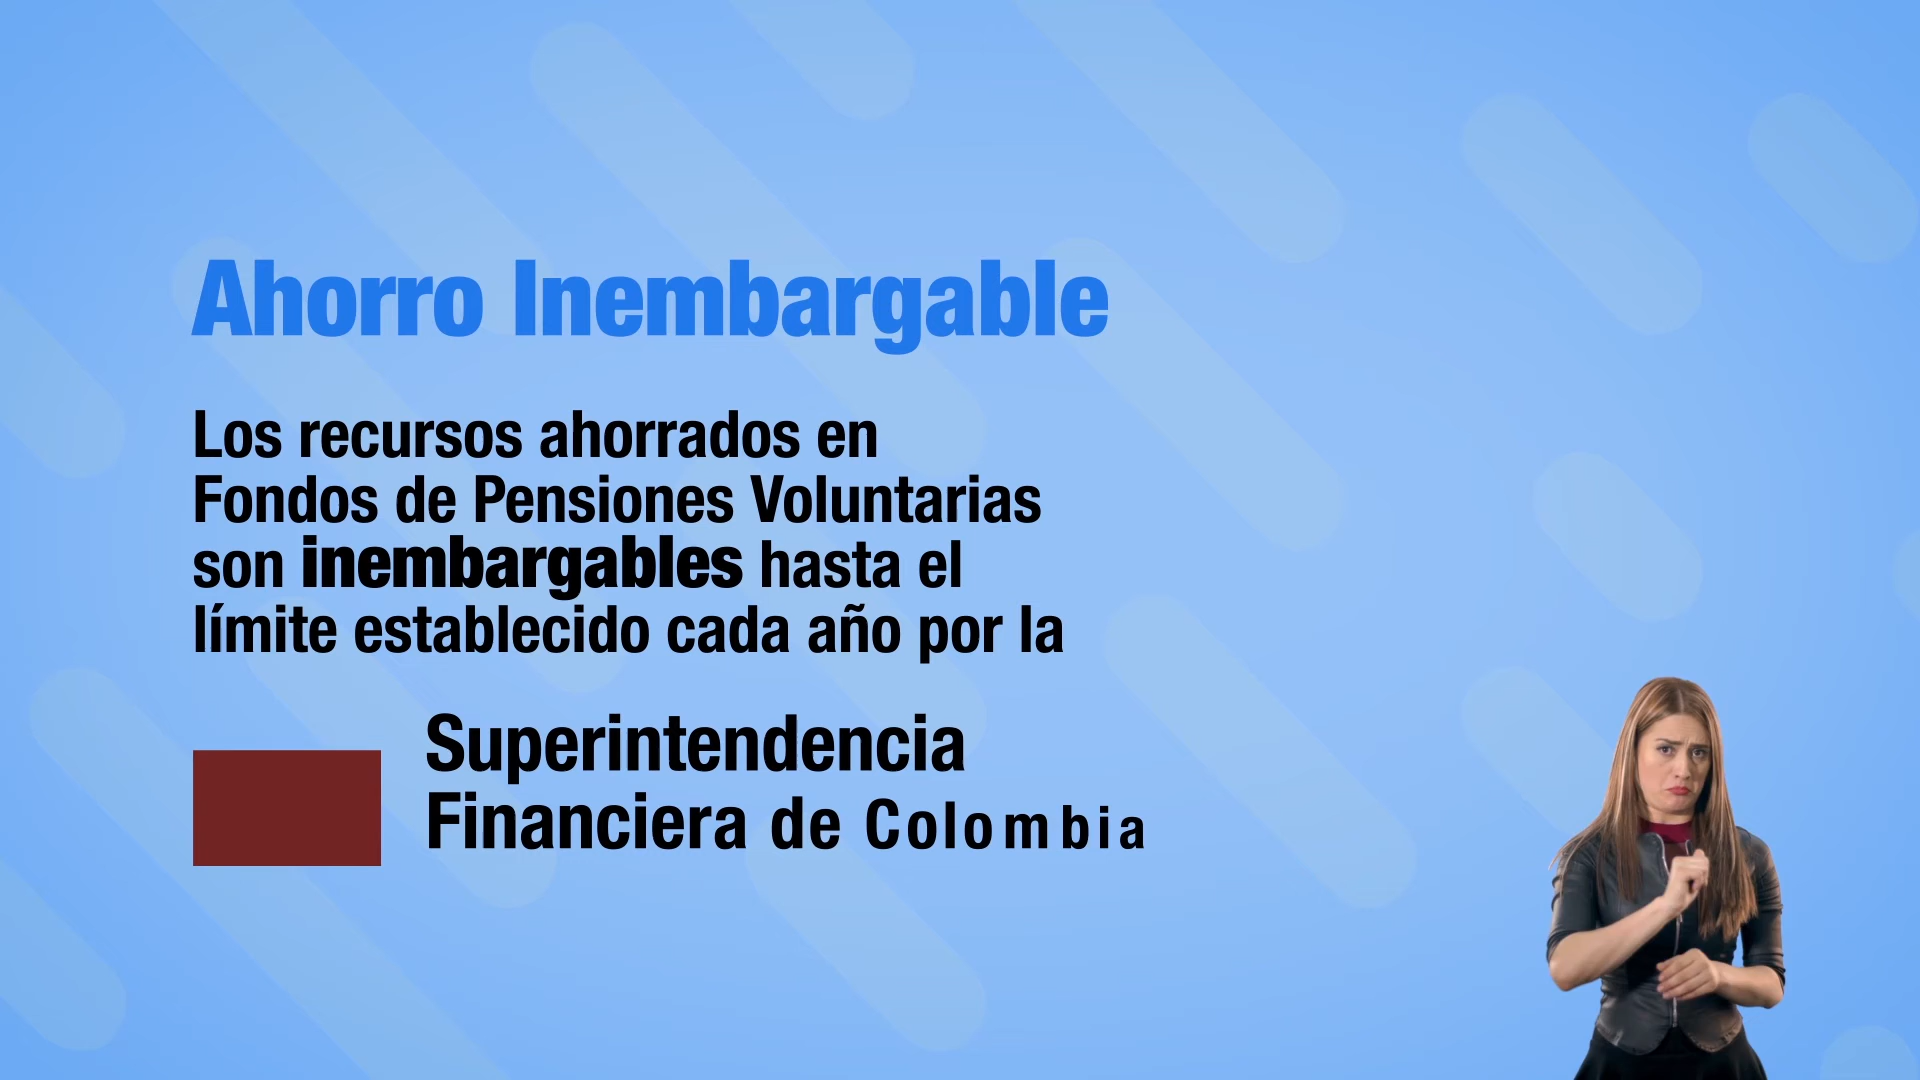 Ahorro Inembargable
Los recursos ahorrados en
Fondos de Pensiones Voluntarias
son inembargables hasta el
límite establecido cada año por la
Superintendencia
Financiera de Colombia